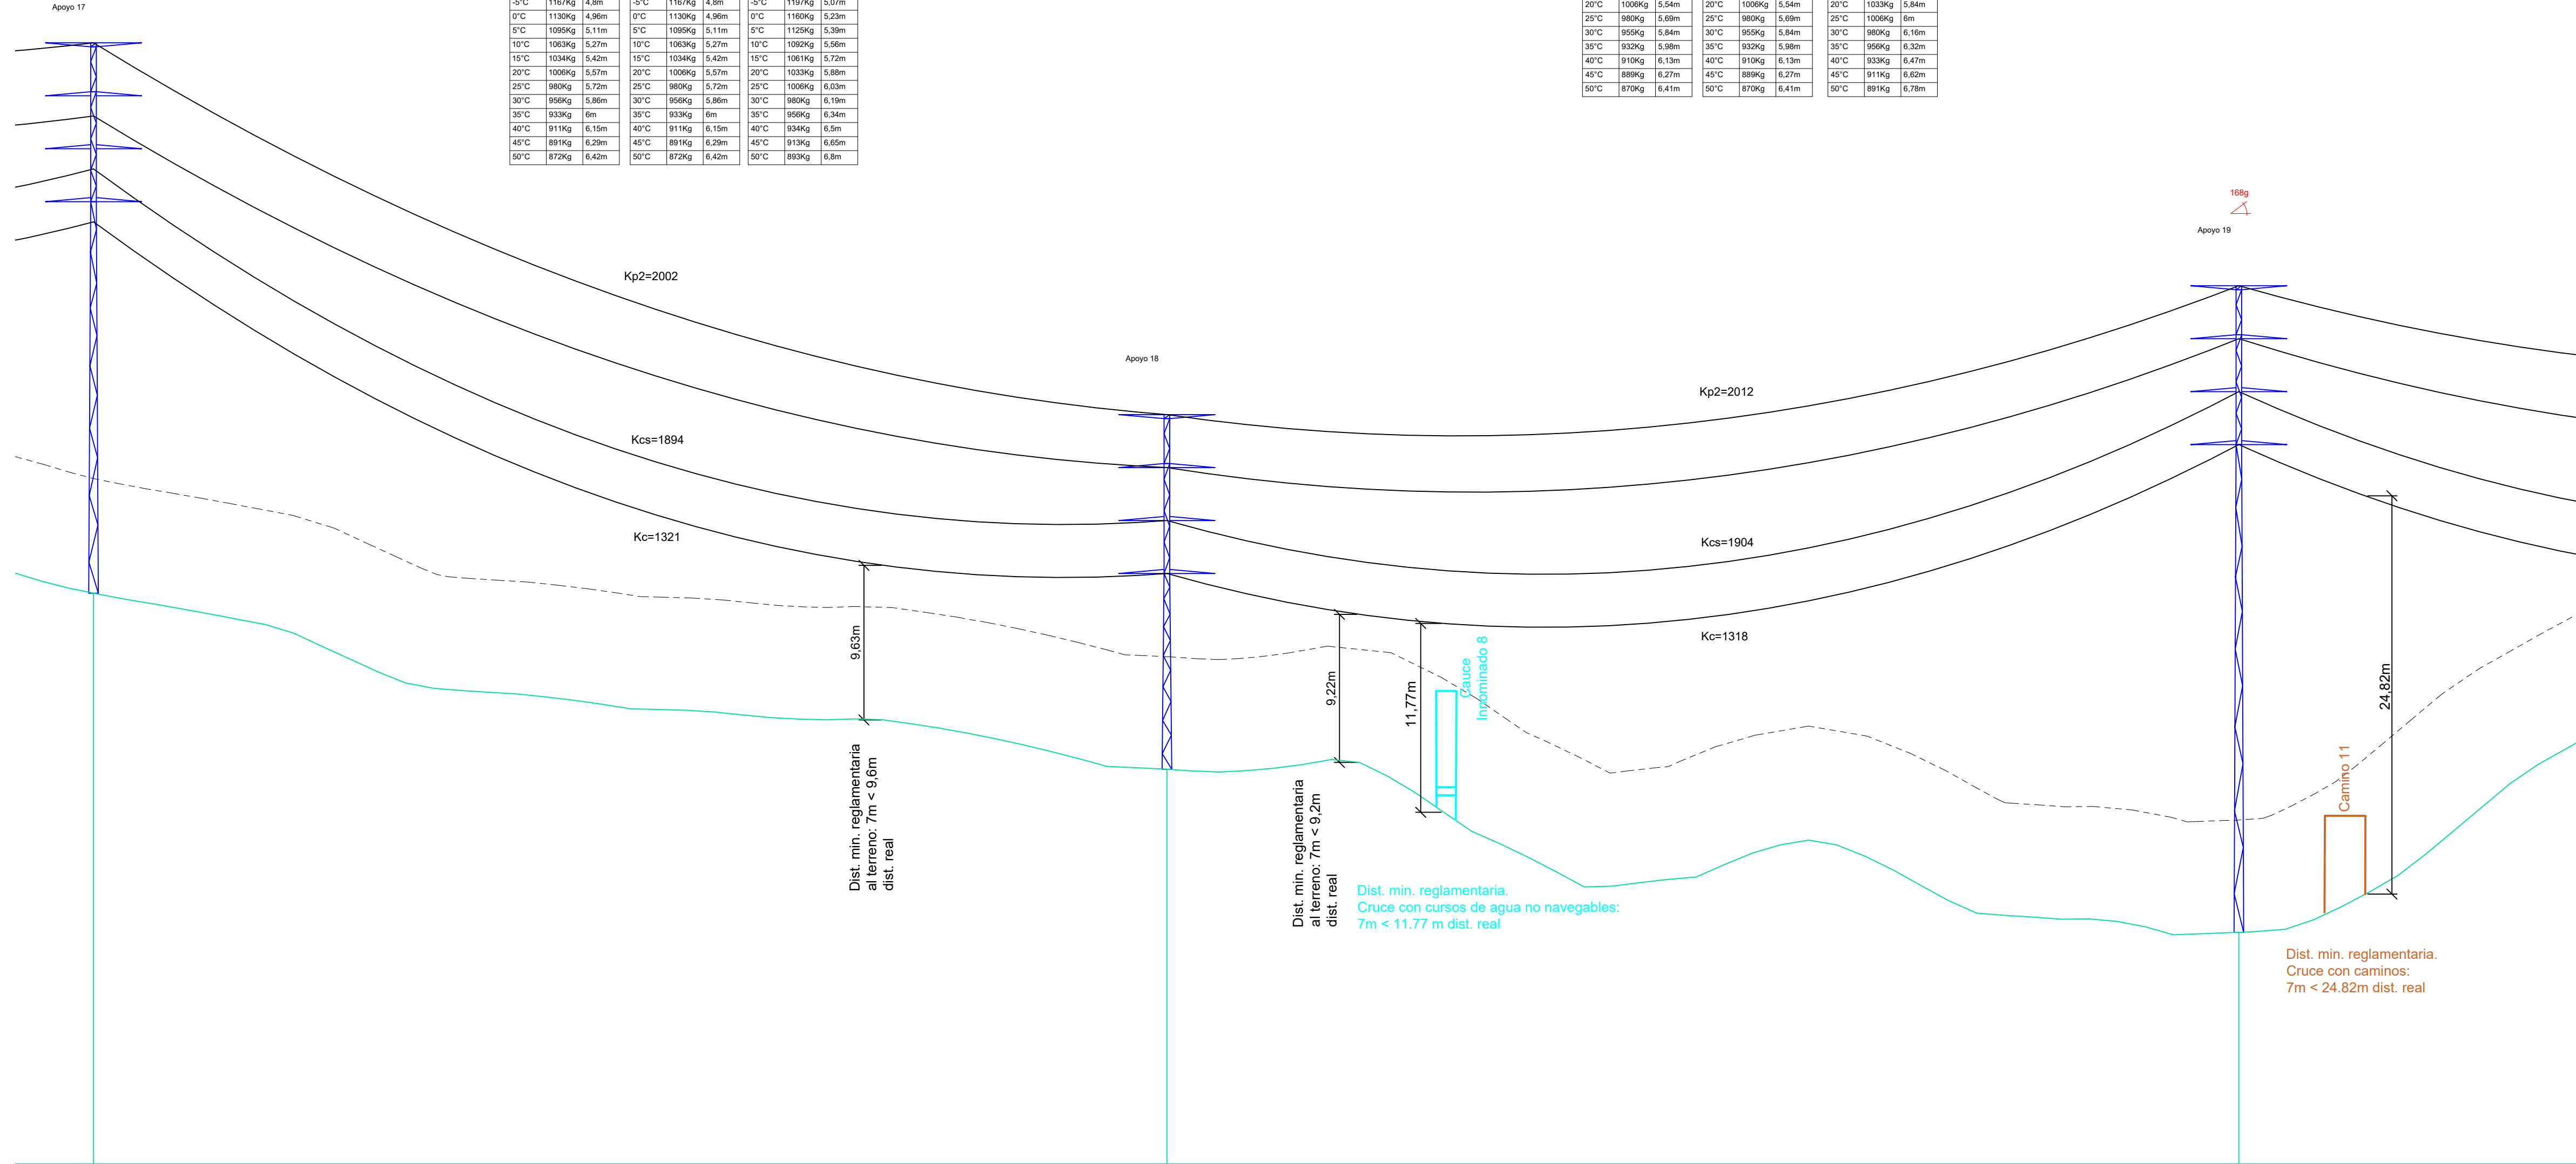 Apoyo 17
-5°C 1167Kg 4,8m -5°C 1167Kg 4,8m -5°C 1197Kg 5,07m
0°C 1130Kg 4,96m 0°C 1130Kg 4,96m 0°C 1160Kg 5,23m
5°C 1095Kg 5,11m 5°C 1095Kg 5,11m 5°C 1125Kg 5,39m
10°C 1063Kg 5,27m 10°C 1063Kg 5,27m 10°C 1092Kg 5,56m
15°C 1034Kg 5,42m 15°C 1034Kg 5,42m 15°C 1061Kg 5,72m
20°C 1006Kg 5,57m 20°C 1006Kg 5,57m 20°C 1033Kg 5,88m
25°C 980Kg 5,72m 25°C 980Kg 5,72m 25°C 1006Kg 6,03m
30°C 956Kg 5,86m 30°C 956Kg 5,86m 30°C 980Kg 6,19m
35°C 933Kg 6m 35°C 933Kg 6m 35°C 956Kg 6,34m
40°C 911Kg 6,15m 40°C 911Kg 6,15m 40°C 934Kg 6,5m
45°C 891Kg 6,29m 45°C 891Kg 6,29m 45°C 913Kg 6,65m
50°C 872Kg 6,42m 50°C 872Kg 6,42m 50°C 893Kg 6,8m
20°C 1006Kg 5,54m 20°C 1006Kg 5,54m 20°C 1033Kg 5,84m
25°C 980Kg 5,69m 25°C 980Kg 5,69m 25°C 1006Kg 6m
30°C 955Kg 5,84m 30°C 955Kg 5,84m 30°C 980Kg 6,16m
35°C 932Kg 5,98m 35°C 932Kg 5,98m 35°C 956Kg 6,32m
40°C 910Kg 6,13m 40°C 910Kg 6,13m 40°C 933Kg 6,47m
45°C 889Kg 6,27m 45°C 889Kg 6,27m 45°C 911Kg 6,62m
50°C 870Kg 6,41m 50°C 870Kg 6,41m 50°C 891Kg 6,78m
168g
Apoyo 19
Kp2=2002
Apoyo 18
Kp2=2012
Kcs=1894
Kcs=1904
Kc=1321
Kc=1318
9,63m
9,22m
11,77m
Cauce
Innominado 8
24,82m
Camino 11
Dist. min. reglamentaria
al terreno: 7m < 9,6m
dist. real
Dist. min. reglamentaria
al terreno: 7m < 9,2m
dist. real
Dist. min. reglamentaria.
Cruce con cursos de agua no navegables:
7m < 11.77 m dist. real
Dist. min. reglamentaria.
Cruce con caminos:
7m < 24.82m dist. real